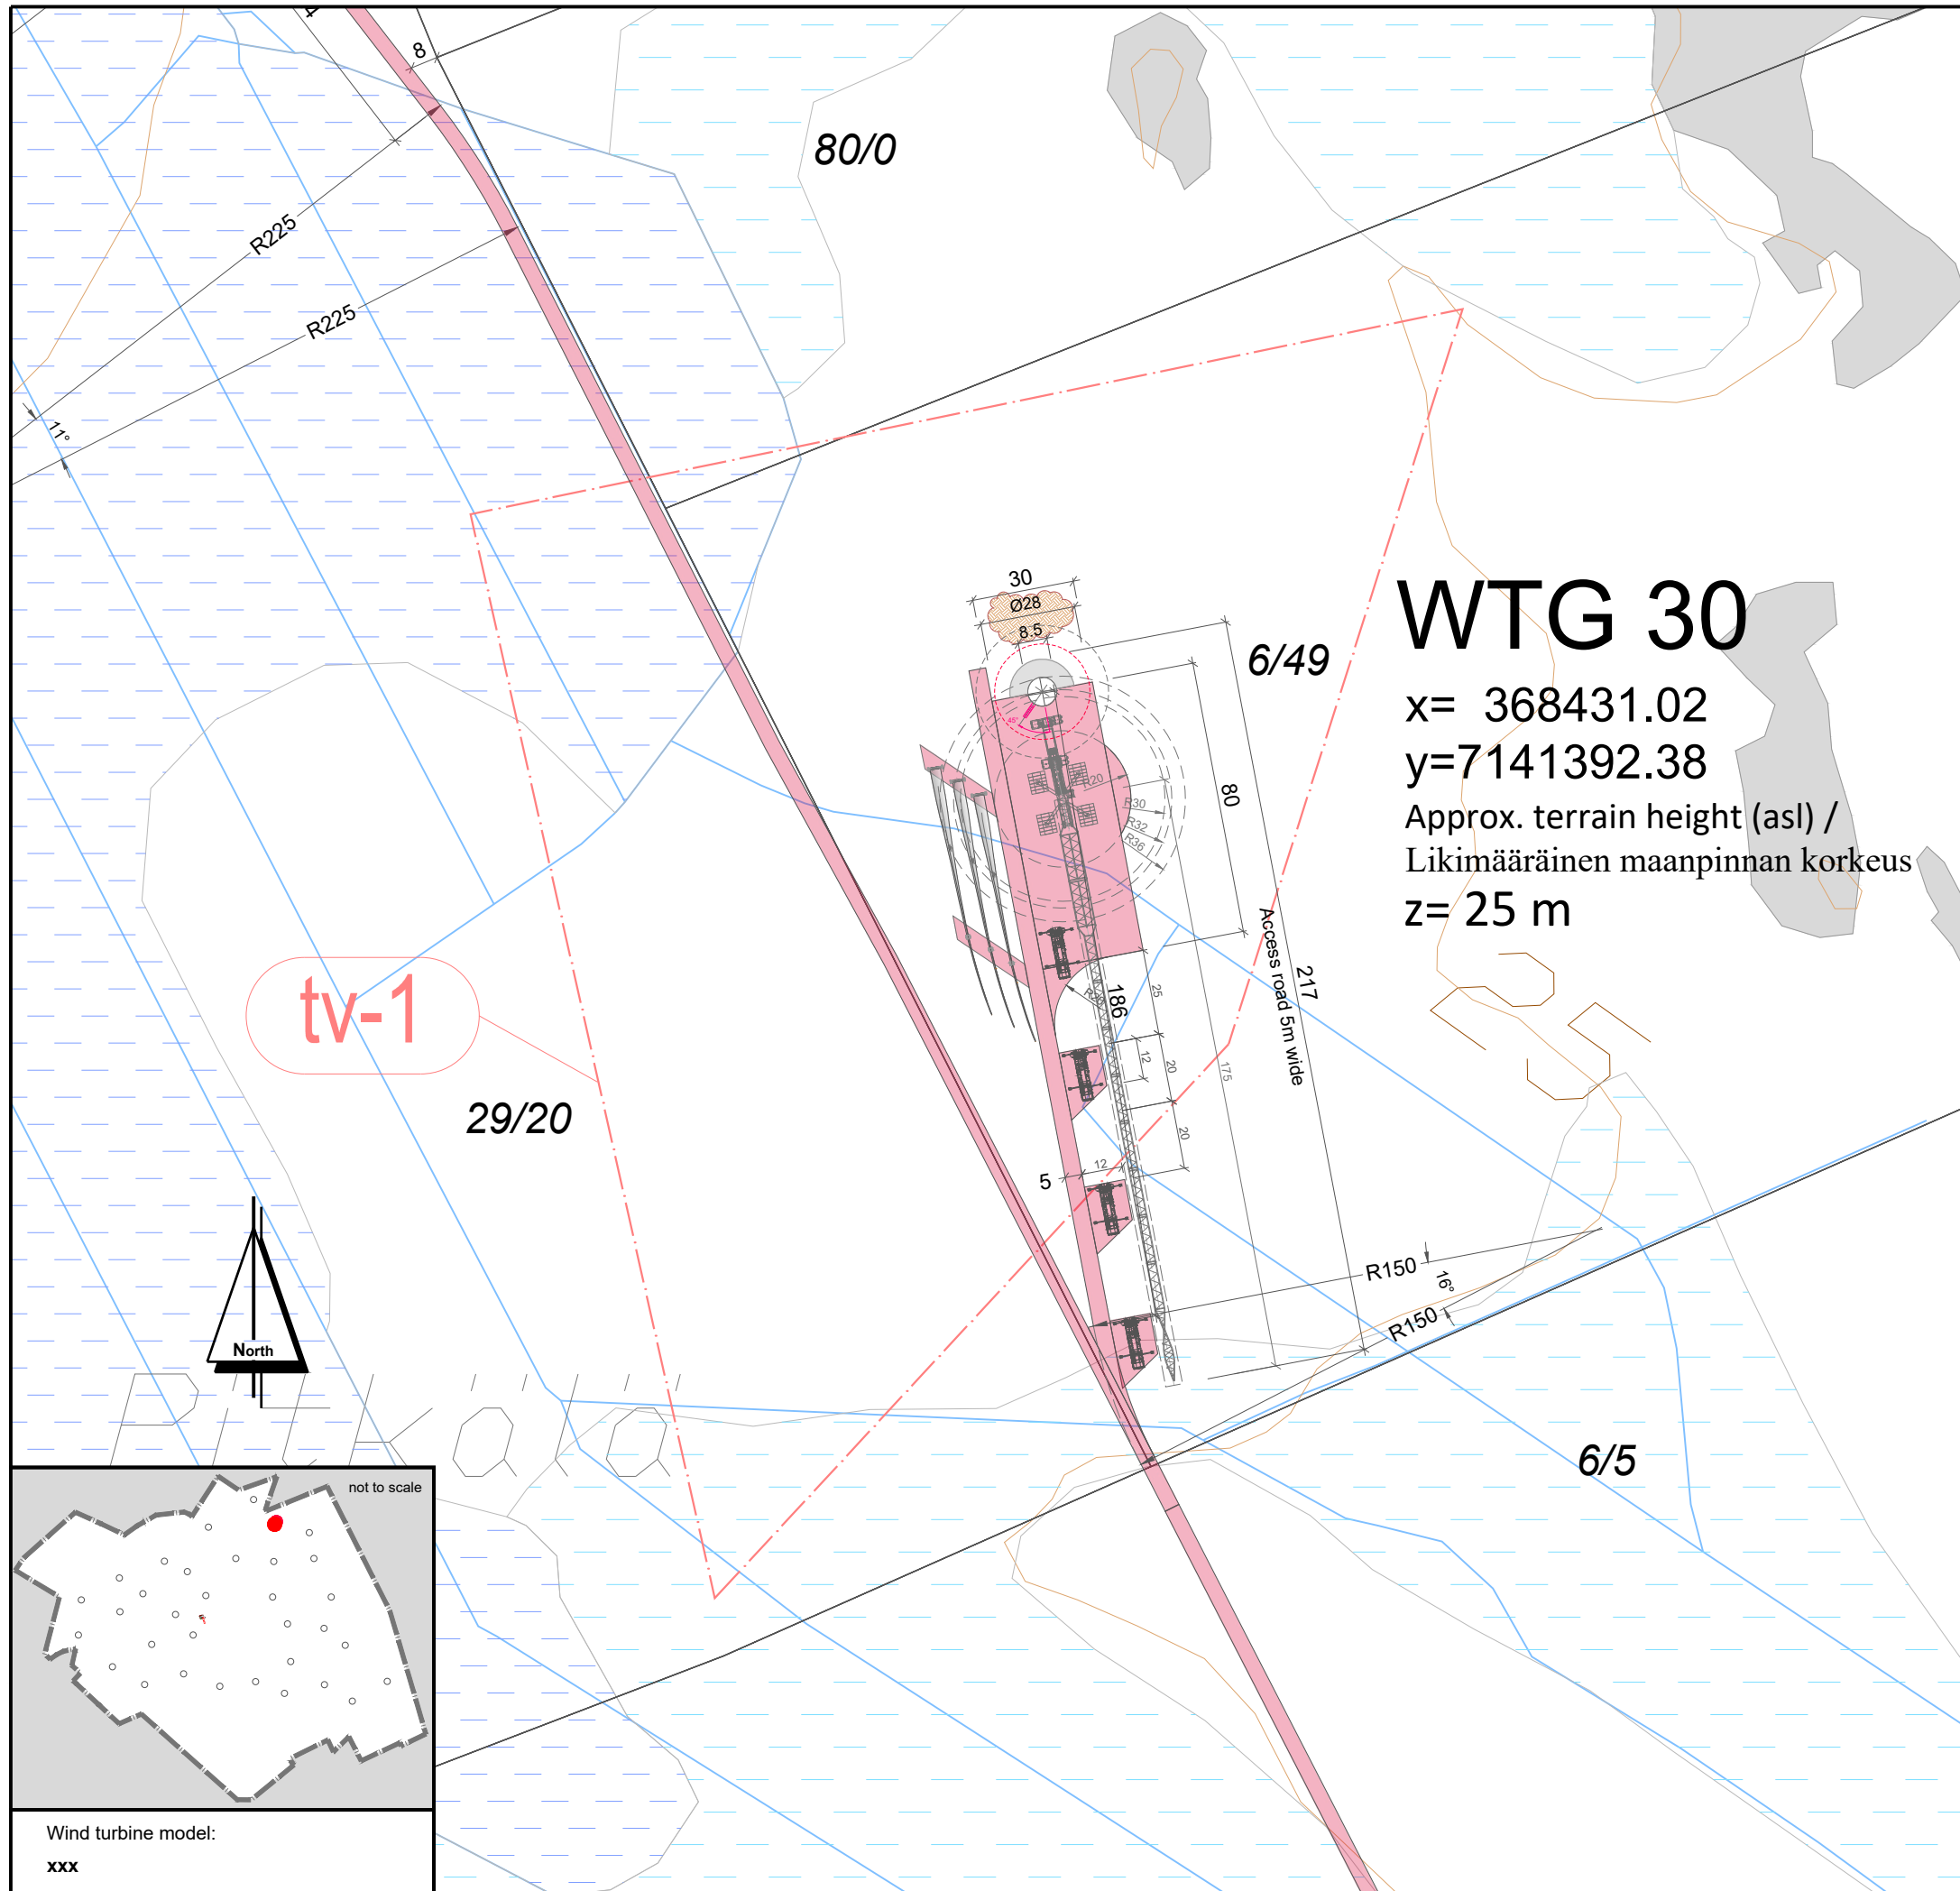 4
8
80/0
R225
R225
11°
30
Ø28
8.5
45°
6/49
WTG 30
x= 368431.02
y=7141392.38
Approx. terrain height (asl) /
Likimääräinen maanpinnan korkeus
z= 25 m
R20
R30
R32
R36
80
217
Access road 5m wide
186
25
12
20
175
20
12
5
tv-1
29/20
R150
16°
R150
North
6/5
not to scale
Wind turbine model:
xxx